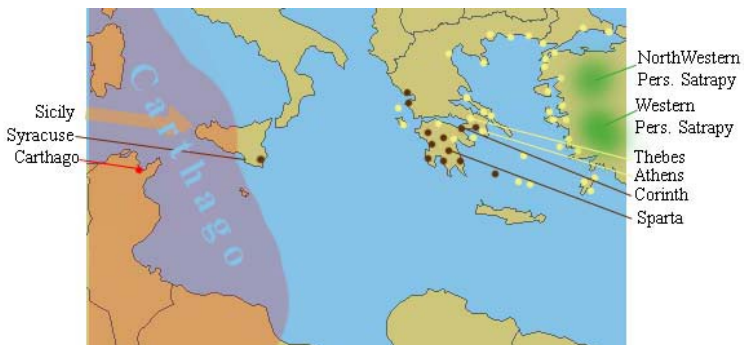 Carthago
Sicily
Syracuse
Carthago
NorthWestern
Pers. Satrapy
Western
Pers. Satrapy
Thebes
Athens
Corinth
Sparta